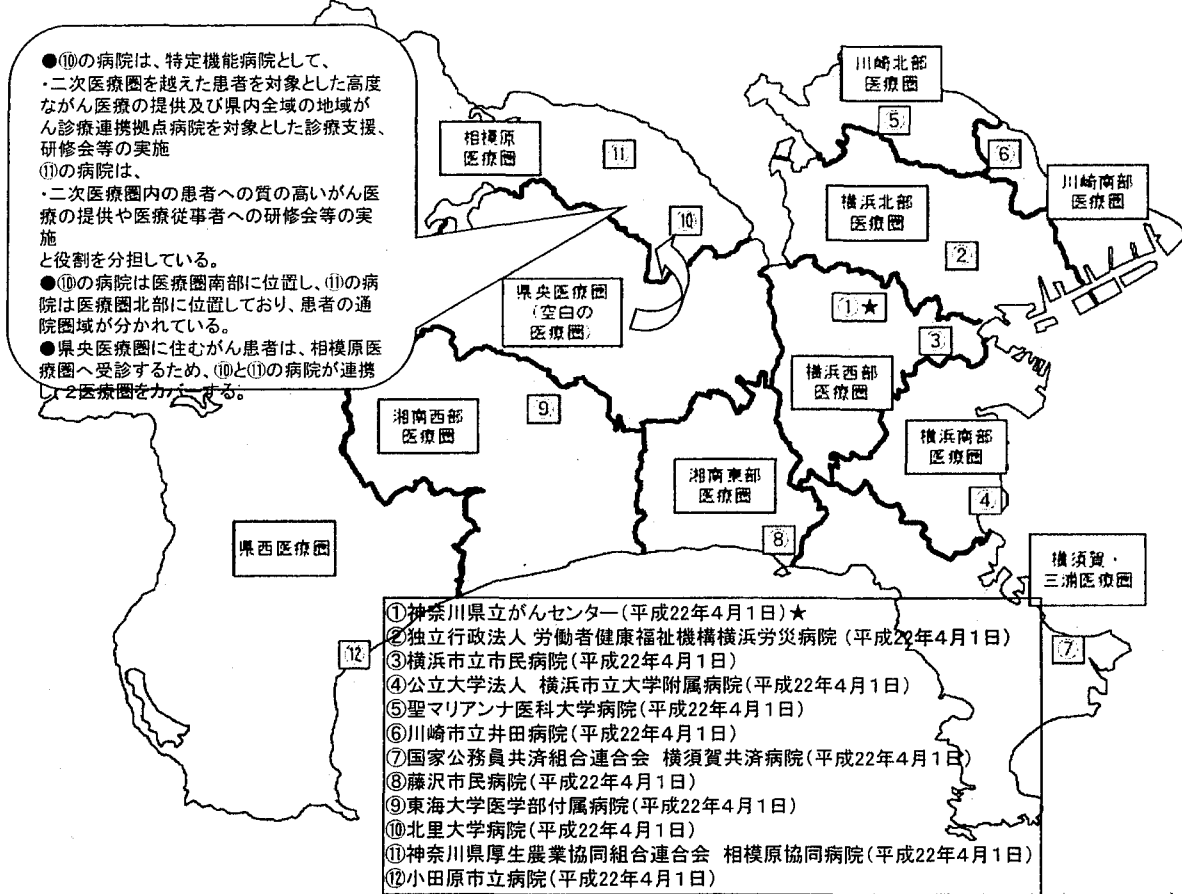 ●⑩の病院は、特定機能病院として、
・二次医療圏を越えた患者を対象とした高度
ながん医療の提供及び県内全域の地域が
ん診療連携拠点病院を対象とした診療支援、
研修会等の実施
⑪の病院は、
・二次医療圏内の患者への質の高いがん医
療の提供や医療従事者への研修会等の実
施
と役割を分担している。
●⑩の病院は医療圏南部に位置し、⑪の病
院は医療圏北部に位置しており、患者の通
院圏域が分かれている。
●県央医療圏に住むがん患者は、相模原医
療圏へ受診するため、⑩と⑪の病院が連携
し、2医療圏をカバーする。
川崎北部
医療圏
⑤
相模原
医療圏
⑪
⑥
川崎南部
医療圏
横浜北部
医療圏
⑩
②
県央医療圏
(空白の
医療圏)
①★
③
横浜西部
医療圏
湘南西部
医療圏
⑨
横浜南部
医療圏
湘南東部
医療圏
④
県西医療圏
⑧
横須賀・
三浦医療圏
⑫
⑦
①神奈川県立がんセンター(平成22年4月1日)★
②独立行政法人 労働者健康福祉機構横浜労災病院 (平成22年4月1日)
③横浜市立市民病院(平成22年4月1日)
④公立大学法人 横浜市立大学附属病院(平成22年4月1日)
⑤聖マリアンナ医科大学病院(平成22年4月1日)
⑥川崎市立井田病院(平成22年4月1日)
⑦国家公務員共済組合連合会 横須賀共済病院(平成22年4月1日)
⑧藤沢市民病院(平成22年4月1日)
⑨東海大学医学部付属病院(平成22年4月1日)
⑩北里大学病院(平成22年4月1日)
⑪神奈川県厚生農業協同組合連合会 相模原協同病院(平成22年4月1日)
⑫小田原市立病院(平成22年4月1日)